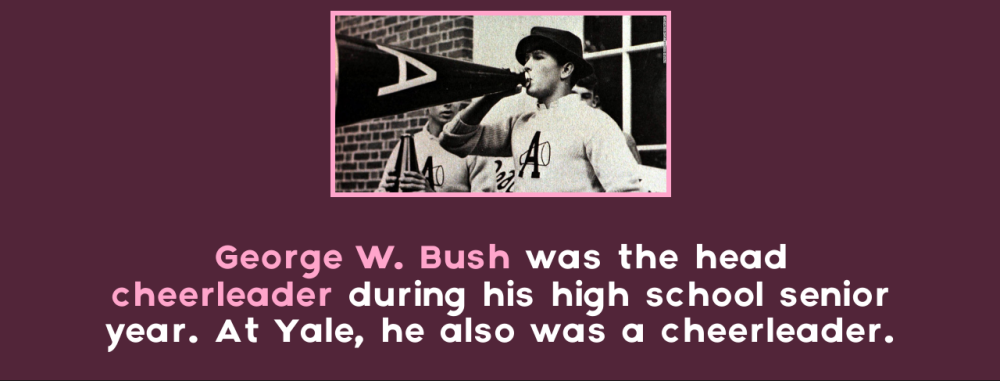 A
A
A
George W. Bush was the head
cheerleader during his high school senior
year. At Yale, he also was a cheerleader.